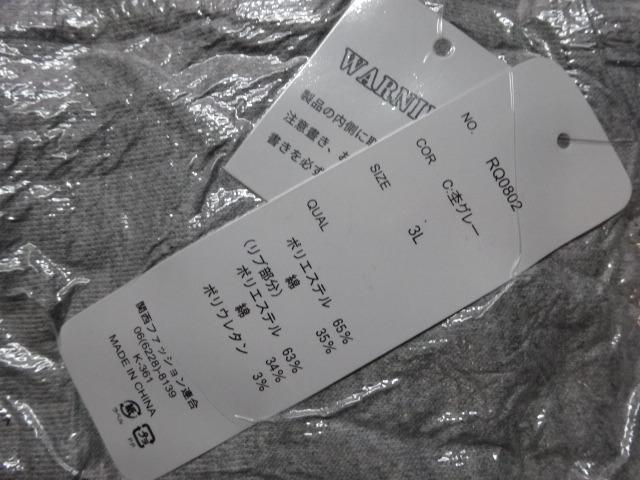 WARNIN
製品の内側に取
注意書き、お
書きを必ず
NO. RQ0802
COR C:杢グレー
SIZE 3L
QUAL
ポリエステル 65%
綿 35%
(リブ部分)
ポリエステル 63%
綿 34%
ポリウレタン 3%
関西ファッション連合
06(6228)-8139
K-361
MADE IN CHINA